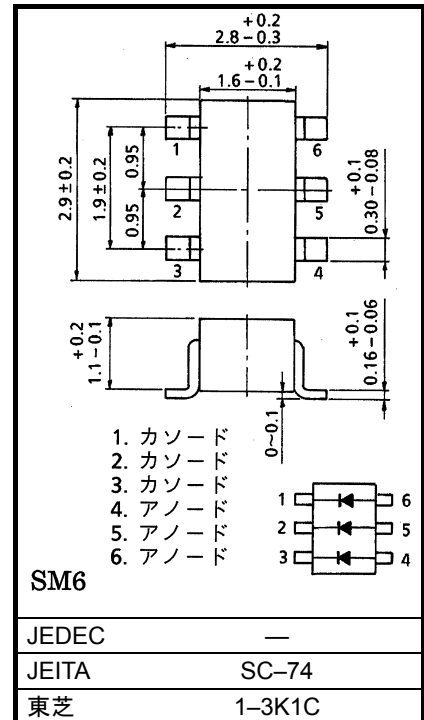 +0.2
2.8−0.3
+0.2
1.6−0.1
2.9±0.2
1.9±0.2
0.95
0.95
1
2
3
6
5
4
+0.1
0.30−0.08
+0.2
1.1−0.1
+0.1
0.16−0.06
0~0.1
1. カソード
2. カソード
3. カソード
4. アノード
5. アノード
6. アノード
1 6
2 5
3 4
SM6
JEDEC —
JEITA SC–74
東芝 1–3K1C